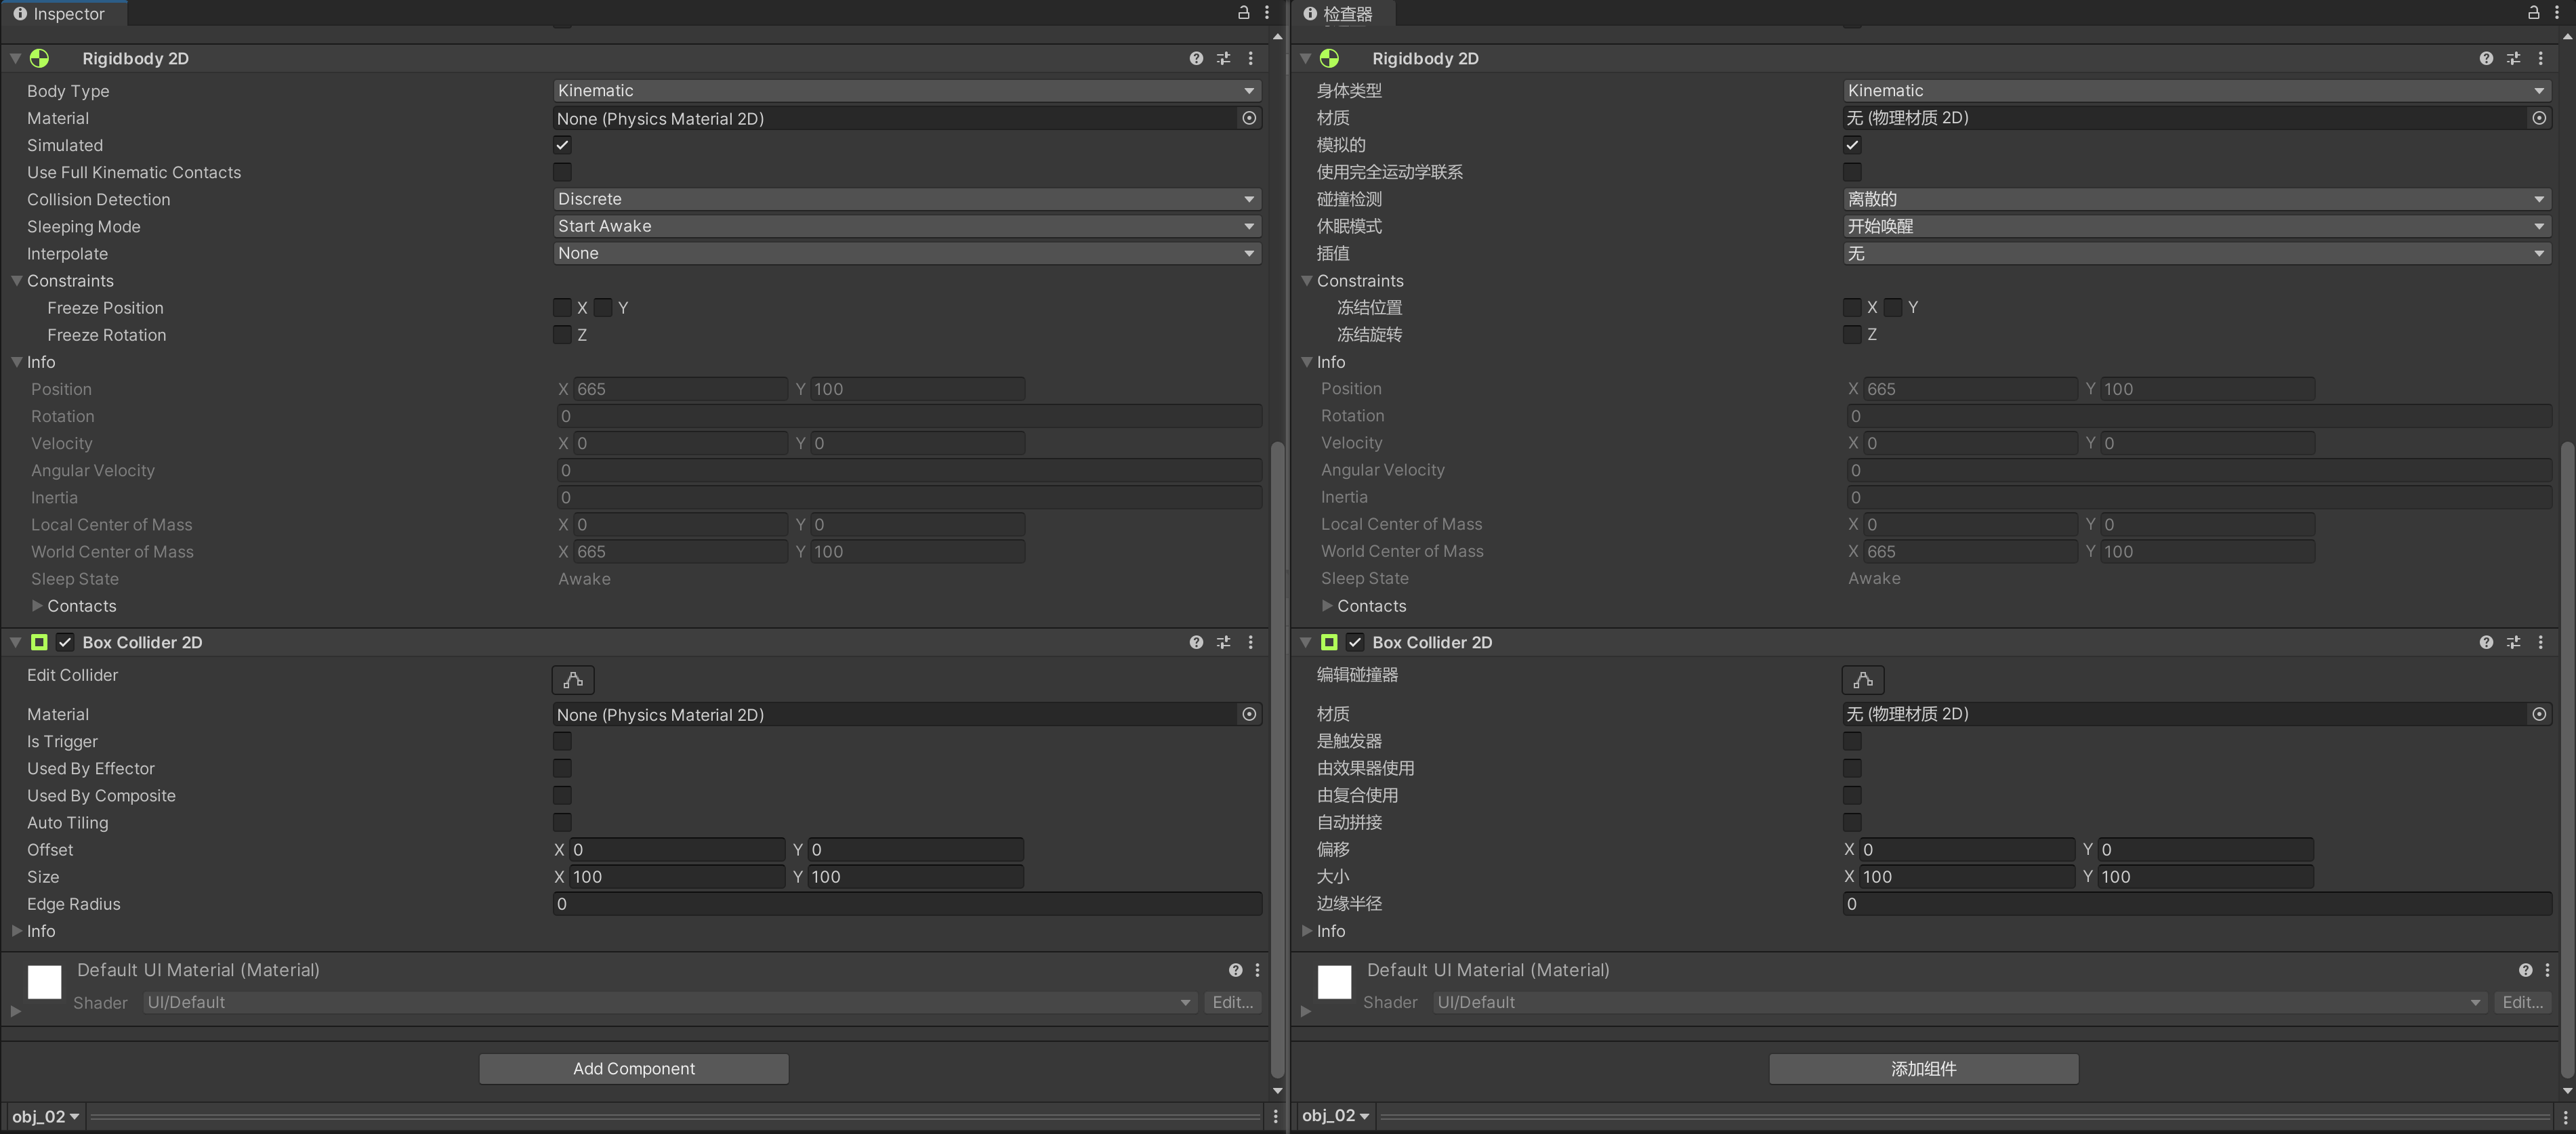 Inspector
Rigidbody 2D
Body Type Kinematic
Material None (Physics Material 2D)
Simulated
Use Full Kinematic Contacts
Collision Detection Discrete
Sleeping Mode Start Awake
Interpolate None
Constraints
Freeze Position X Y
Freeze Rotation Z
Info
Position X 665 Y 100
Rotation 0
Velocity X 0 Y 0
Angular Velocity 0
Inertia 0
Local Center of Mass X 0 Y 0
World Center of Mass X 665 Y 100
Sleep State Awake
Contacts
Box Collider 2D
Edit Collider
Material None (Physics Material 2D)
Is Trigger
Used By Effector
Used By Composite
Auto Tiling
Offset X 0 Y 0
Size X 100 Y 100
Edge Radius 0
Info
Default UI Material (Material)
Shader UI/Default Edit...
Add Component
obj_02
检查器
Rigidbody 2D
身体类型 Kinematic
材质 无 (物理材质 2D)
模拟的
使用完全运动学联系
碰撞检测 离散的
休眠模式 开始唤醒
插值 无
Constraints
冻结位置 X Y
冻结旋转 Z
Info
Position X 665 Y 100
Rotation 0
Velocity X 0 Y 0
Angular Velocity 0
Inertia 0
Local Center of Mass X 0 Y 0
World Center of Mass X 665 Y 100
Sleep State Awake
Contacts
Box Collider 2D
编辑碰撞器
材质 无 (物理材质 2D)
是触发器
由效果器使用
由复合使用
自动拼接
偏移 X 0 Y 0
大小 X 100 Y 100
边缘半径 0
Info
Default UI Material (Material)
Shader UI/Default Edit...
添加组件
obj_02